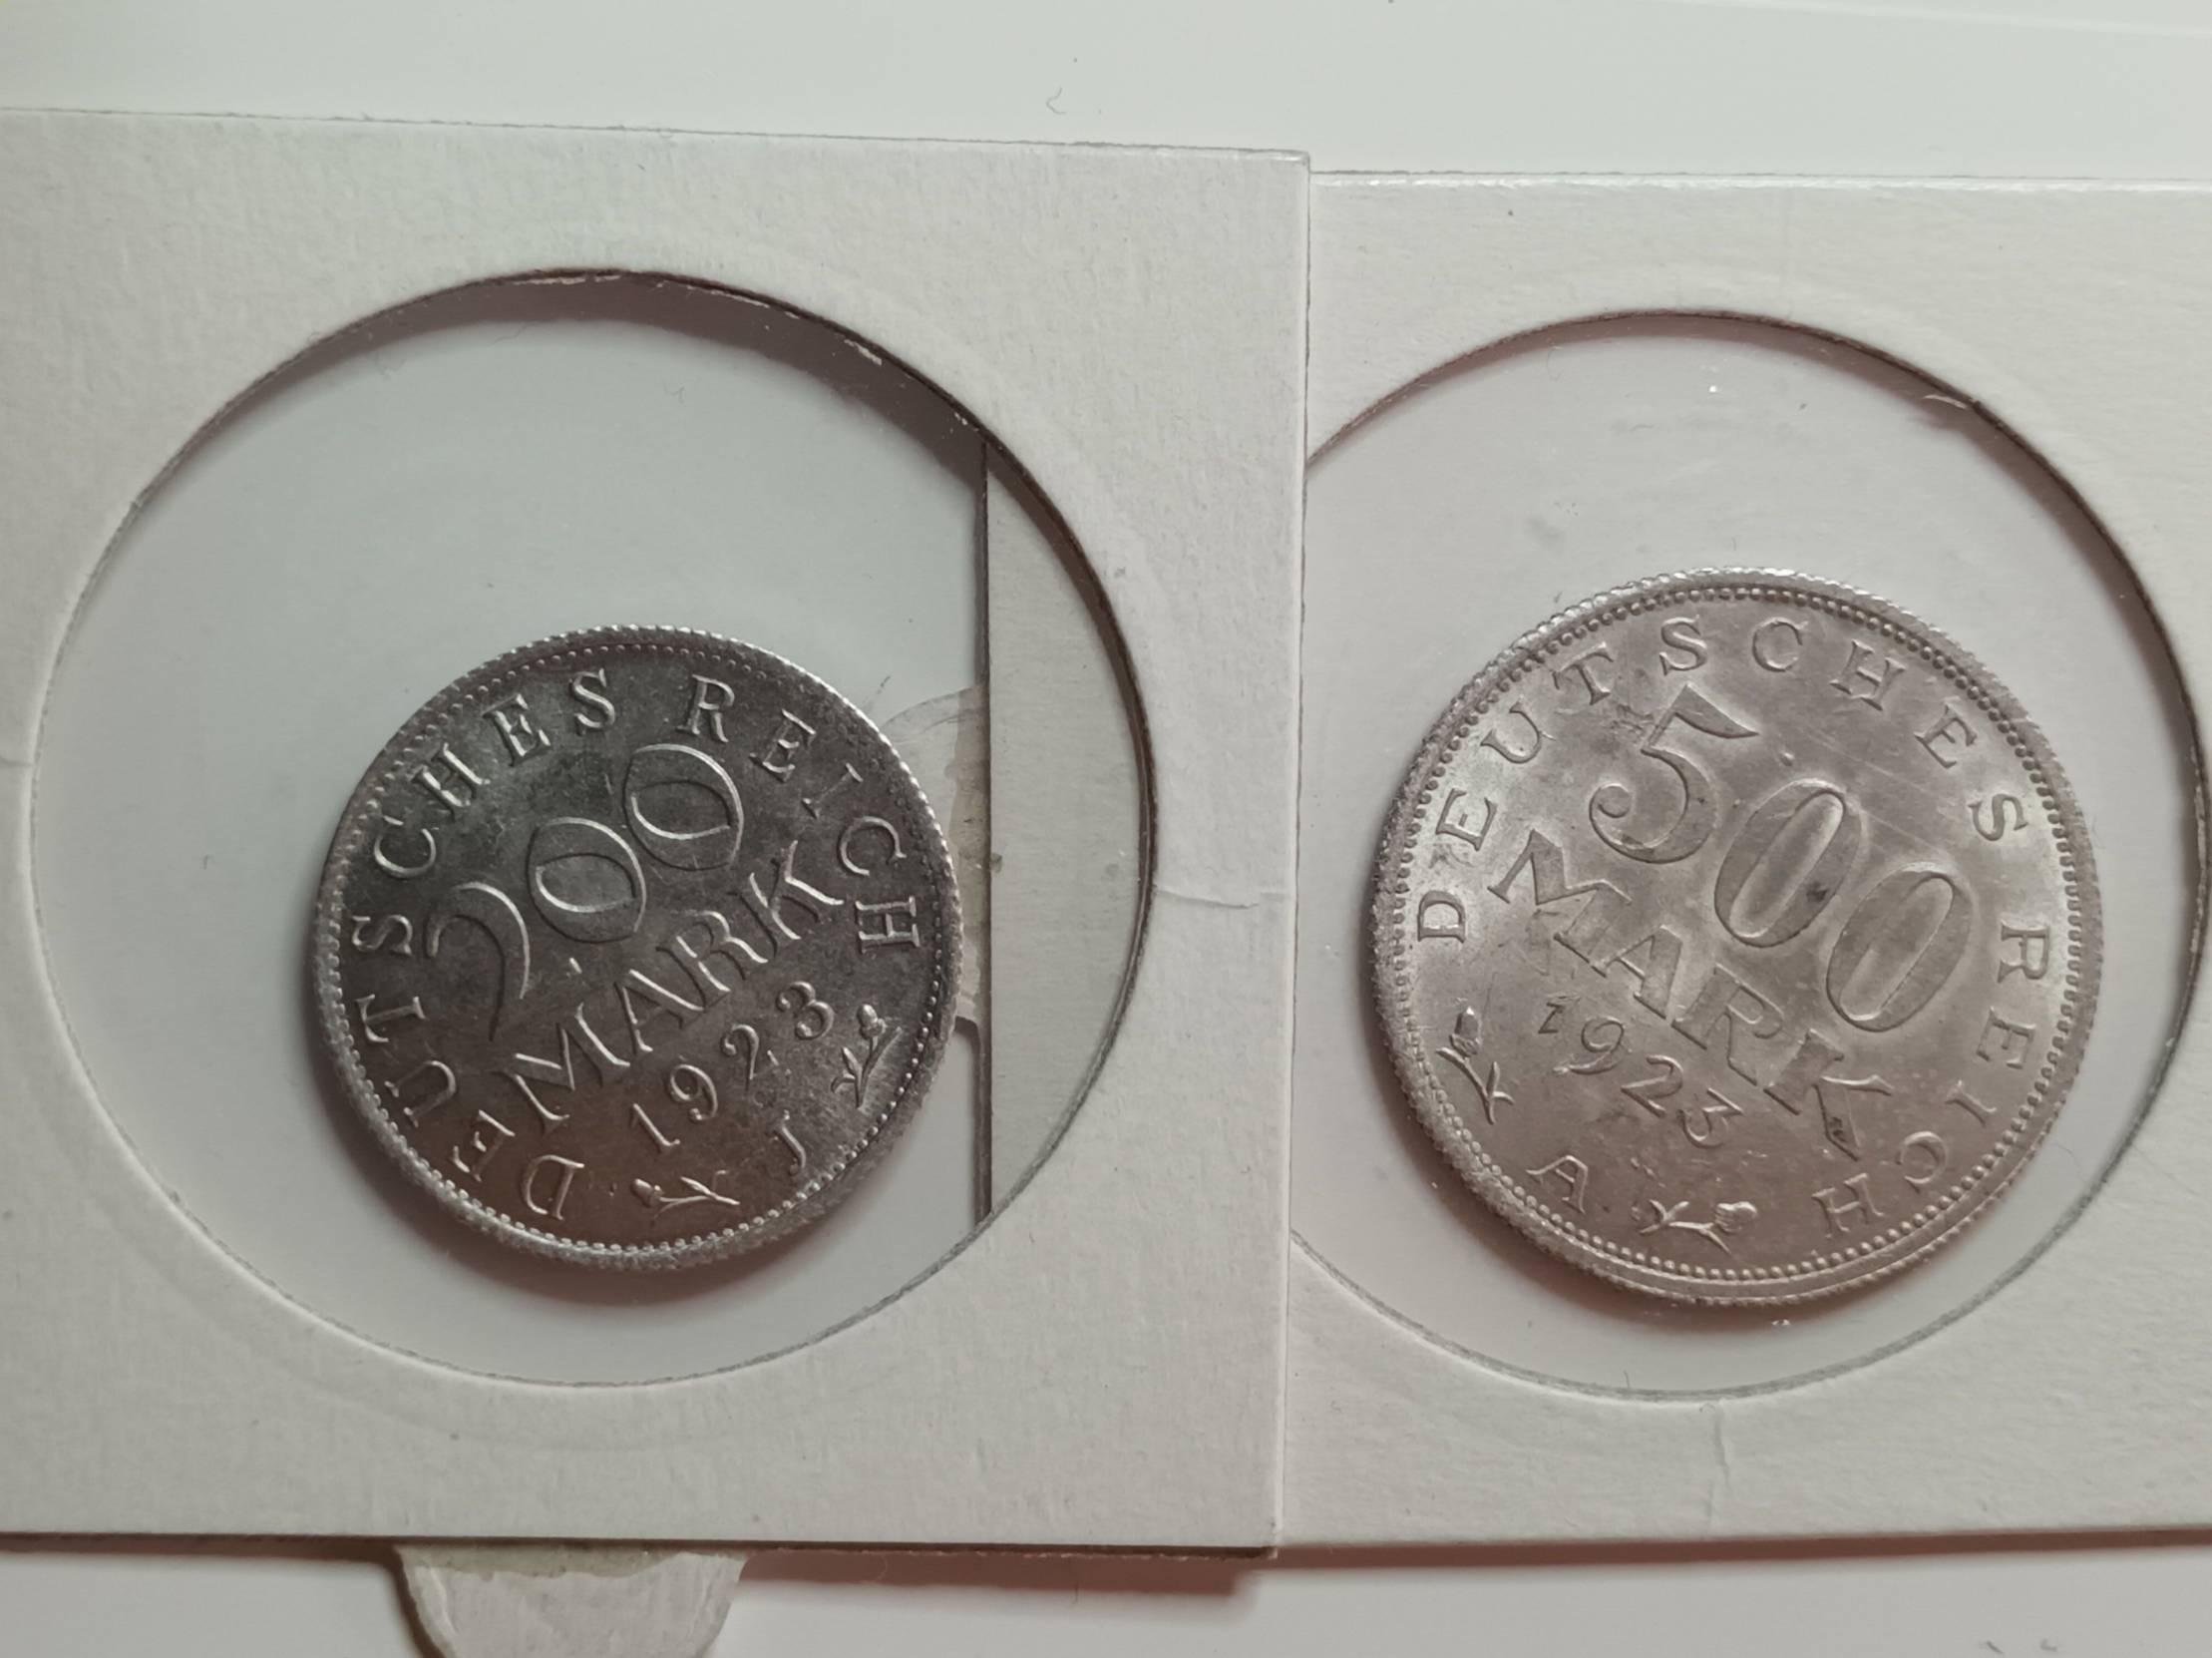 DEUTSCHES REICH
200
MARK
1923
J
DEUTSCHES REICH
500
MARK
1923
A